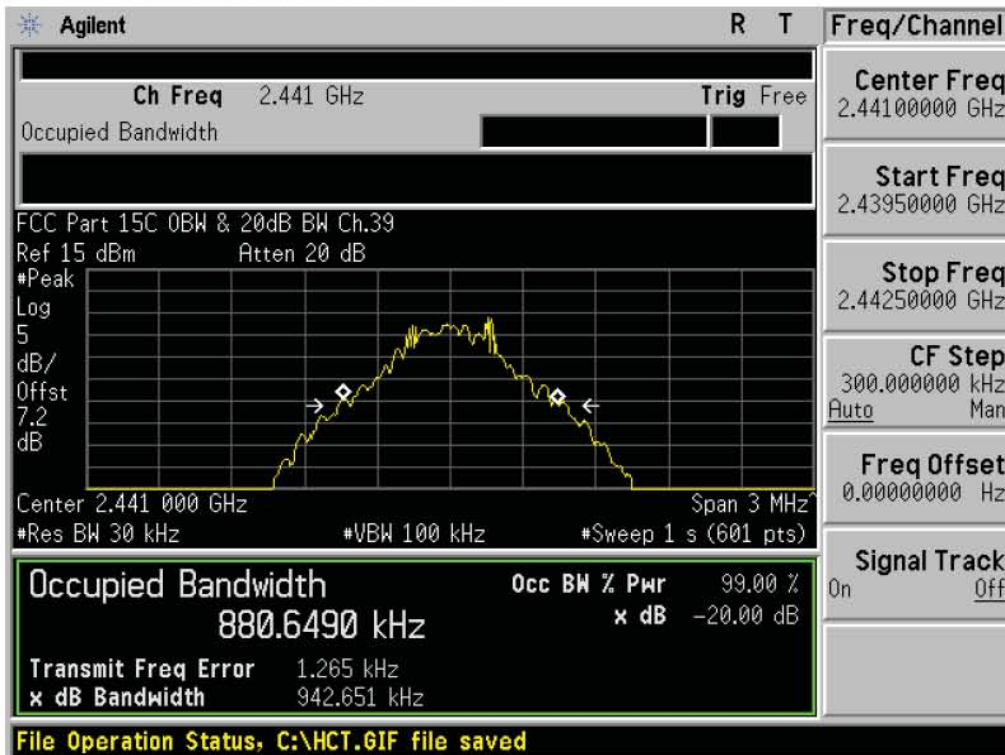 Agilent R T Freq/Channel
Ch Freq 2.441 GHz Trig Free
Occupied Bandwidth
Center Freq
2.44100000 GHz
Start Freq
2.43950000 GHz
Stop Freq
2.44250000 GHz
CF Step
300.000000 kHz
Auto Man
Freq Offset
0.00000000 Hz
Signal Track
On Off
FCC Part 15C OBW & 20dB BW Ch.39
Ref 15 dBm Atten 20 dB
#Peak
Log
5
dB/
Offst
7.2
dB
Center 2.441 000 GHz Span 3 MHz^
#Res BW 30 kHz #VBW 100 kHz #Sweep 1 s (601 pts)
Occupied Bandwidth Occ BW % Pwr 99.00 %
880.6490 kHz x dB -20.00 dB
Transmit Freq Error 1.265 kHz
x dB Bandwidth 942.651 kHz
File Operation Status, C:\HCT.GIF file saved